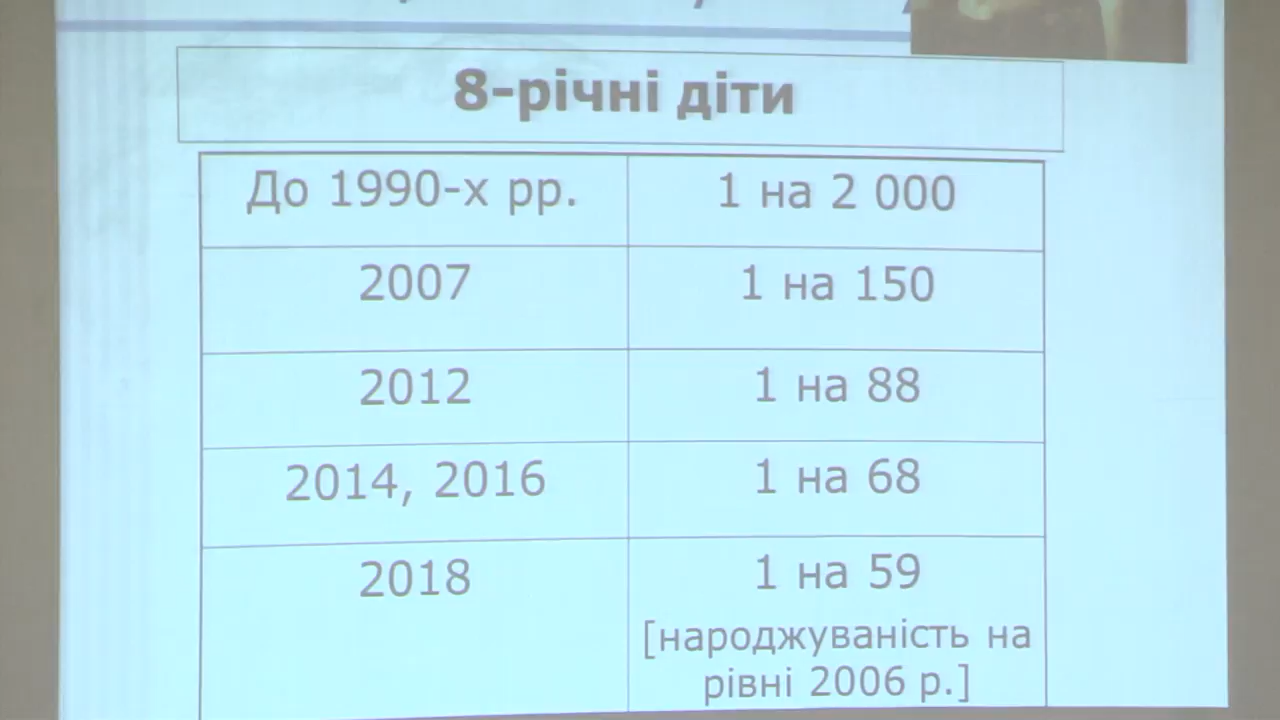 8-річні діти
До 1990-х рр. 1 на 2 000
2007 1 на 150
2012 1 на 88
2014, 2016 1 на 68
2018 1 на 59
[народжуваність на
рівні 2006 р.]